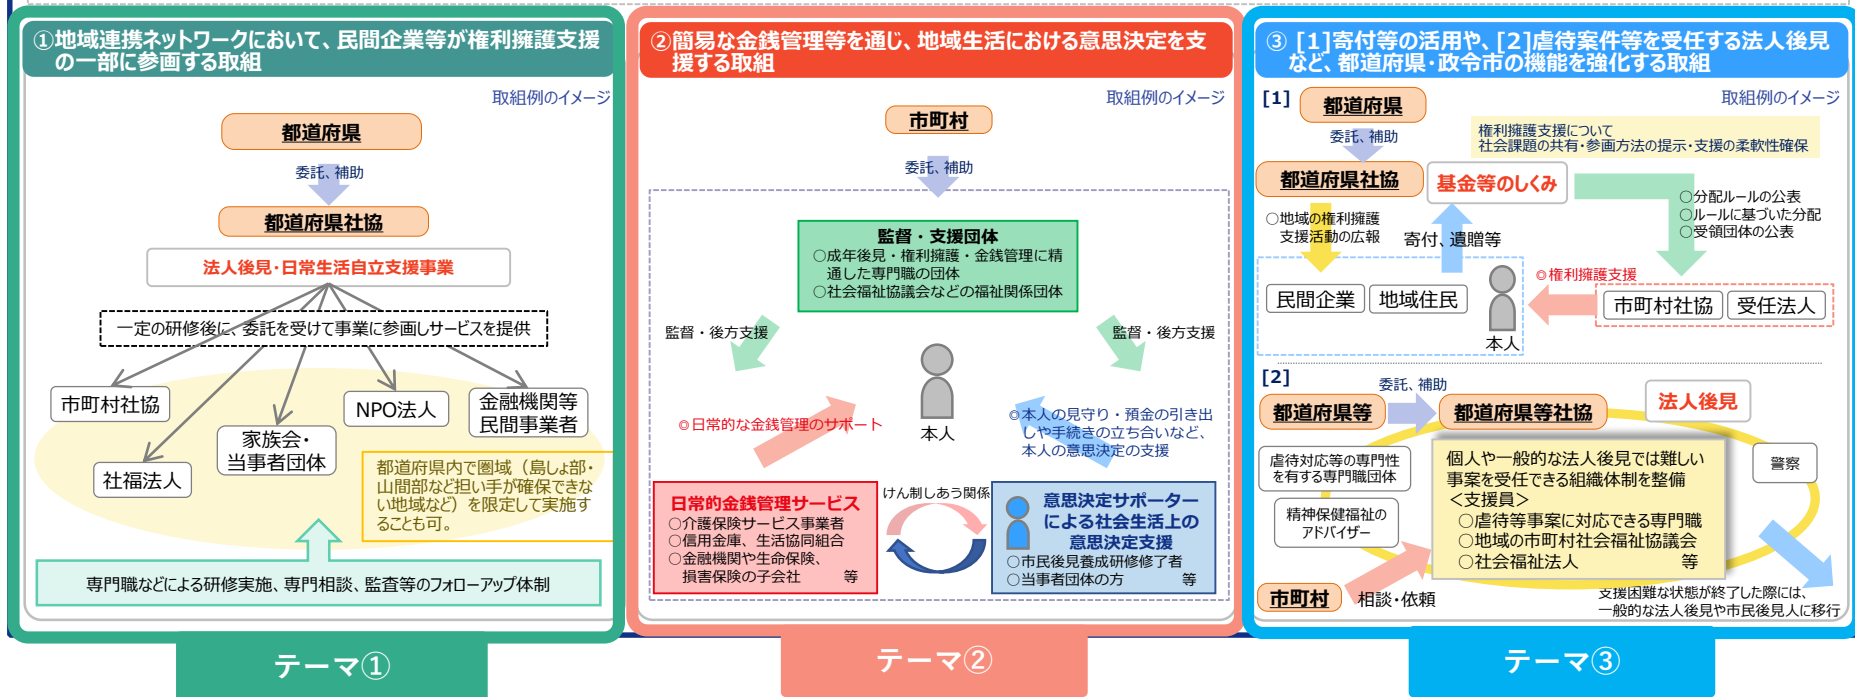 ①地域連携ネットワークにおいて、民間企業等が権利擁護支援
の一部に参画する取組
取組例のイメージ
都道府県
委託、補助
都道府県社協
法人後見・日常生活自立支援事業
一定の研修後に、委託を受けて事業に参画しサービスを提供
市町村社協
社福法人
家族会・
当事者団体
NPO法人
金融機関等
民間事業者
都道府県内で圏域（島しょ部・
山間部など担い手が確保できな
い地域など）を限定して実施す
ることも可。
専門職などによる研修実施、専門相談、監査等のフォローアップ体制
テーマ①
②簡易な金銭管理等を通じ、地域生活における意思決定を支
援する取組
取組例のイメージ
市町村
委託、補助
監督・支援団体
○成年後見・権利擁護・金銭管理に精
通した専門職の団体
○社会福祉協議会などの福祉関係団体
監督・後方支援
監督・後方支援
本人
◎日常的な金銭管理のサポート
◎本人の見守り・預金の引き出
しや手続きの立ち合いなど、
本人の意思決定の支援
日常的金銭管理サービス
○介護保険サービス事業者
○信用金庫、生活協同組合
○金融機関や生命保険、
損害保険の子会社 等
けん制しあう関係
意思決定サポーター
による社会生活上の
意思決定支援
○市民後見養成研修修了者
○当事者団体の方 等
テーマ②
③ [1]寄付等の活用や、[2]虐待案件等を受任する法人後見
など、都道府県・政令市の機能を強化する取組
取組例のイメージ
[1]
都道府県
委託、補助
権利擁護支援について
社会課題の共有・参画方法の提示・支援の柔軟性確保
都道府県社協
基金等のしくみ
○地域の権利擁護
支援活動の広報
寄付、遺贈等
○分配ルールの公表
○ルールに基づいた分配
○受領団体の公表
民間企業
地域住民
本人
◎権利擁護支援
市町村社協
受任法人
[2]
委託、補助
都道府県等
都道府県等社協
法人後見
虐待対応等の専門性
を有する専門職団体
精神保健福祉の
アドバイザー
個人や一般的な法人後見では難しい
事案を受任できる組織体制を整備
＜支援員＞
○虐待等事案に対応できる専門職
○地域の市町村社会福祉協議会
○社会福祉法人 等
警察
市町村
相談・依頼
支援困難な状態が終了した際には、
一般的な法人後見や市民後見人に移行
テーマ③